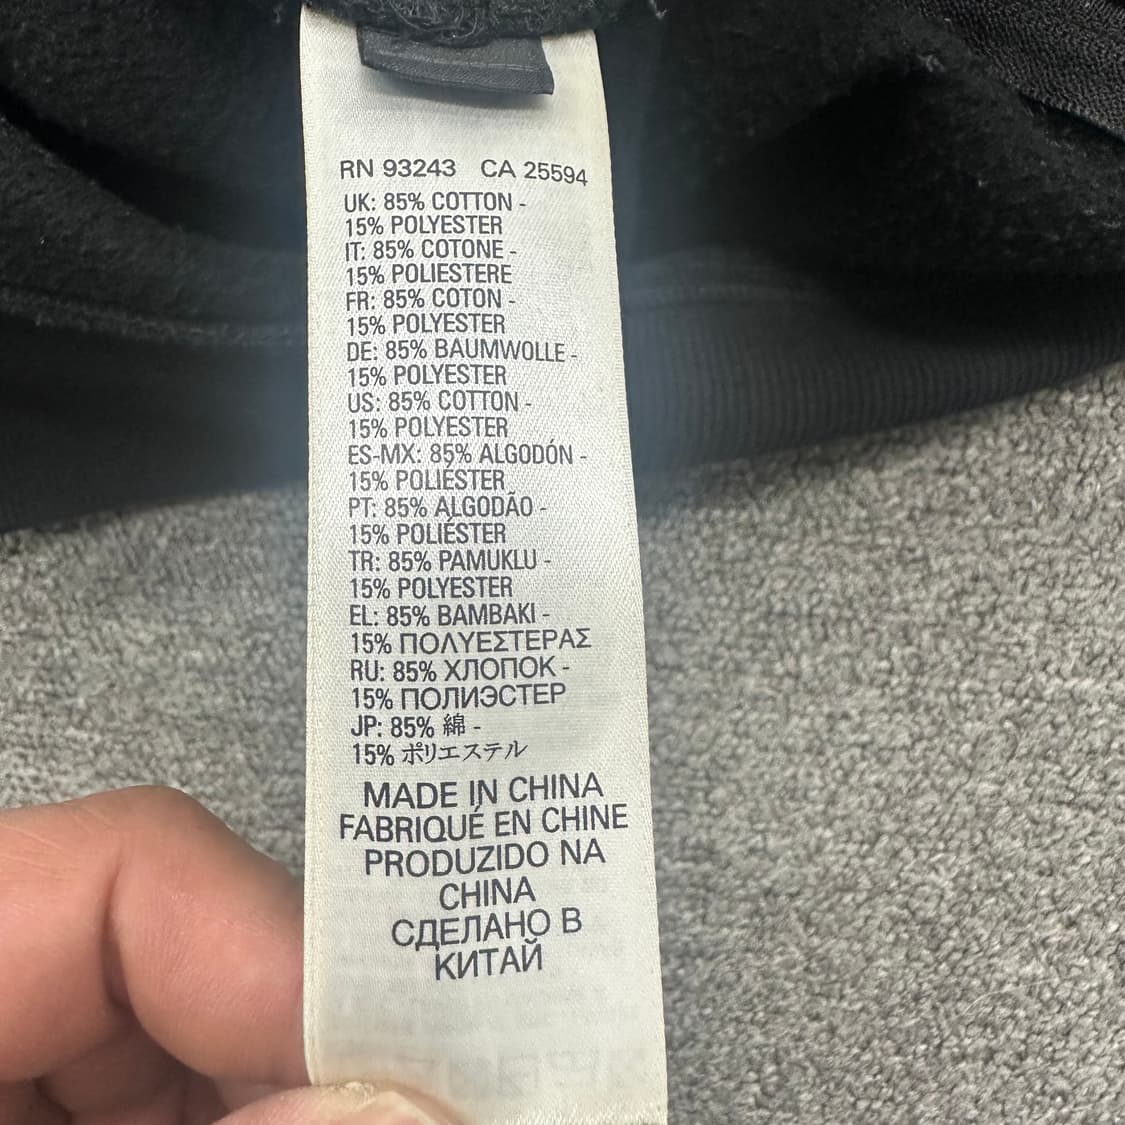 RN 93243 CA 25594
UK: 85% COTTON -
15% POLYESTER
IT: 85% COTONE -
15% POLIESTERE
FR: 85% COTON -
15% POLYESTER
DE: 85% BAUMWOLLE -
15% POLYESTER
US: 85% COTTON -
15% POLYESTER
ES-MX: 85% ALGODÓN -
15% POLIÉSTER
PT: 85% ALGODÃO -
15% POLIÉSTER
TR: 85% PAMUKLU -
15% POLYESTER
EL: 85% BAMBAKI -
15% ΠΟΛΥΕΣΤΕΡΑΣ
RU: 85% ХЛОПОК -
15% ПОЛИЭСТЕР
JP: 85% 綿 -
15% ポリエステル
MADE IN CHINA
FABRIQUÉ EN CHINE
PRODUZIDO NA
CHINA
СДЕЛАНО В
КИТАЙ